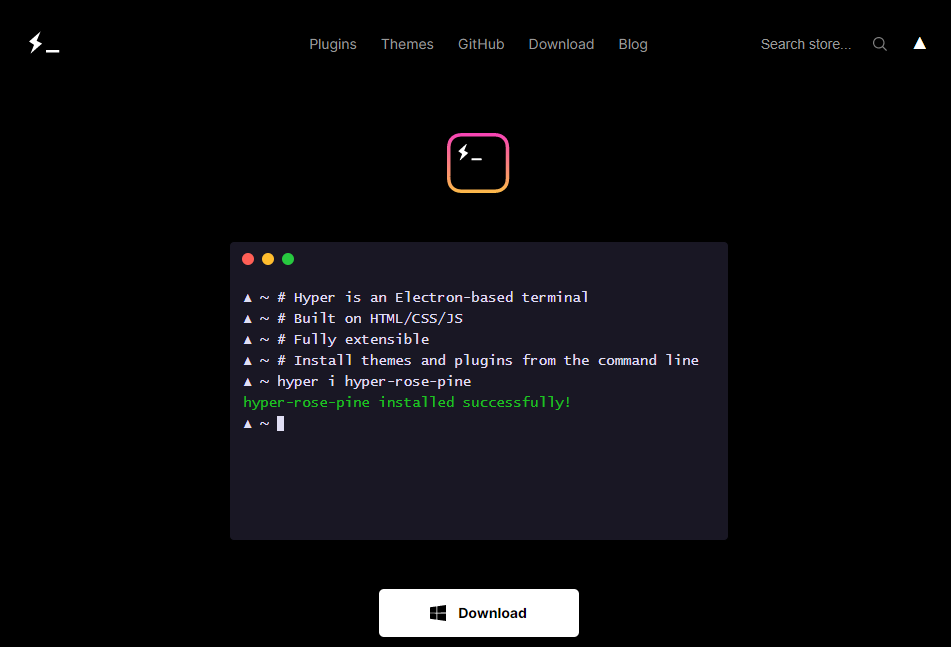 Plugins Themes GitHub Download Blog Search store...
▲ ~ # Hyper is an Electron-based terminal
▲ ~ # Built on HTML/CSS/JS
▲ ~ # Fully extensible
▲ ~ # Install themes and plugins from the command line
▲ ~ hyper i hyper-rose-pine
hyper-rose-pine installed successfully!
▲ ~
Download